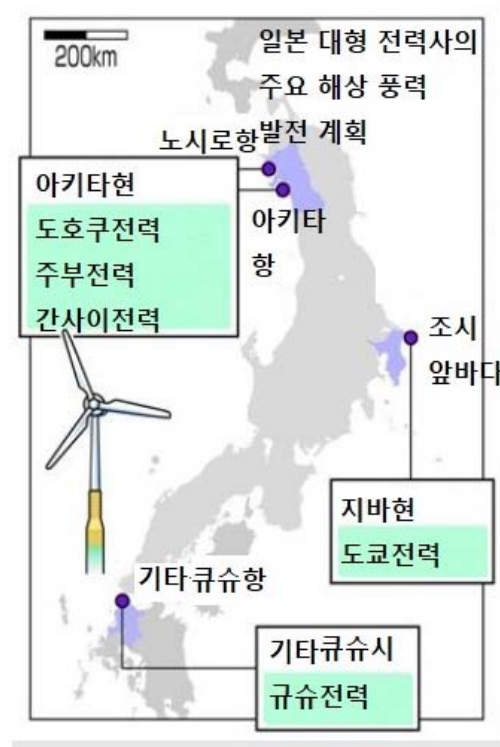 200km
일본 대형 전력사의
주요 해상 풍력
발전 계획
노시로항
아키타현
도호쿠전력
주부전력
간사이전력
아키타
항
조시
앞바다
지바현
도쿄전력
기타큐슈항
기타큐슈시
규슈전력